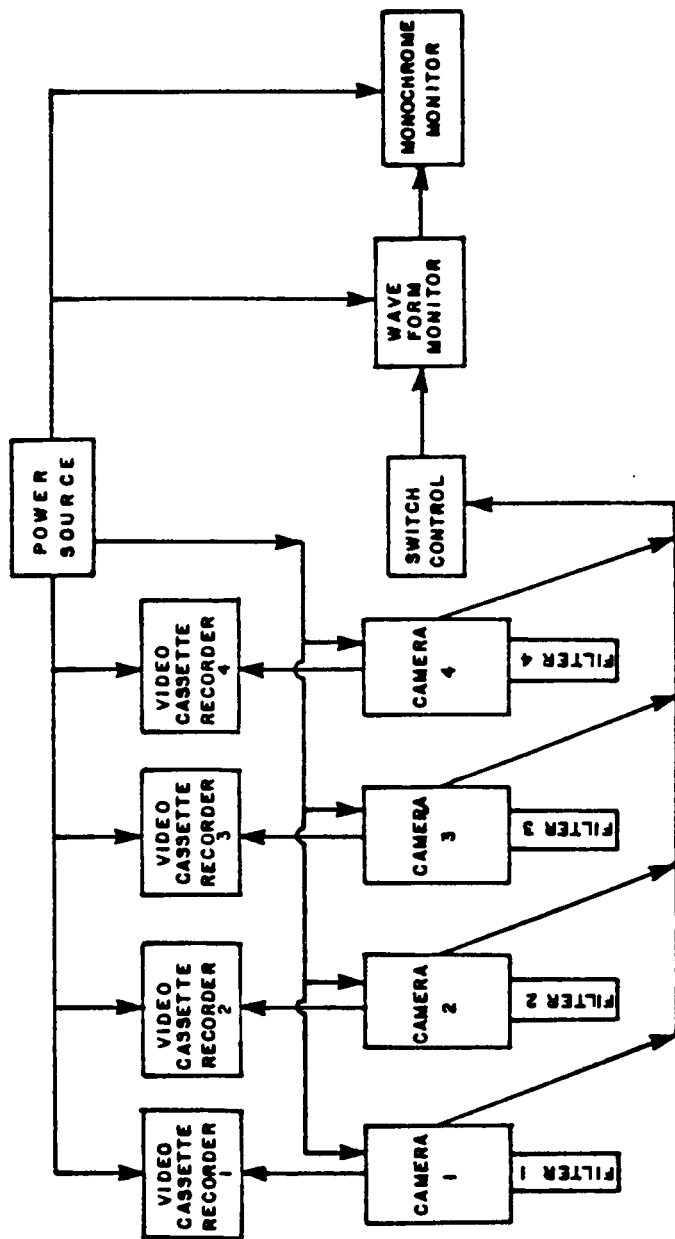 POWER
SOURCE
VIDEO
CASSETTE
RECORDER
1
VIDEO
CASSETTE
RECORDER
2
VIDEO
CASSETTE
RECORDER
3
VIDEO
CASSETTE
RECORDER
4
CAMERA
1
CAMERA
2
CAMERA
3
CAMERA
4
FILTER 1
FILTER 2
FILTER 3
FILTER 4
SWITCH
CONTROL
WAVE
FORM
MONITOR
MONOCHROME
MONITOR